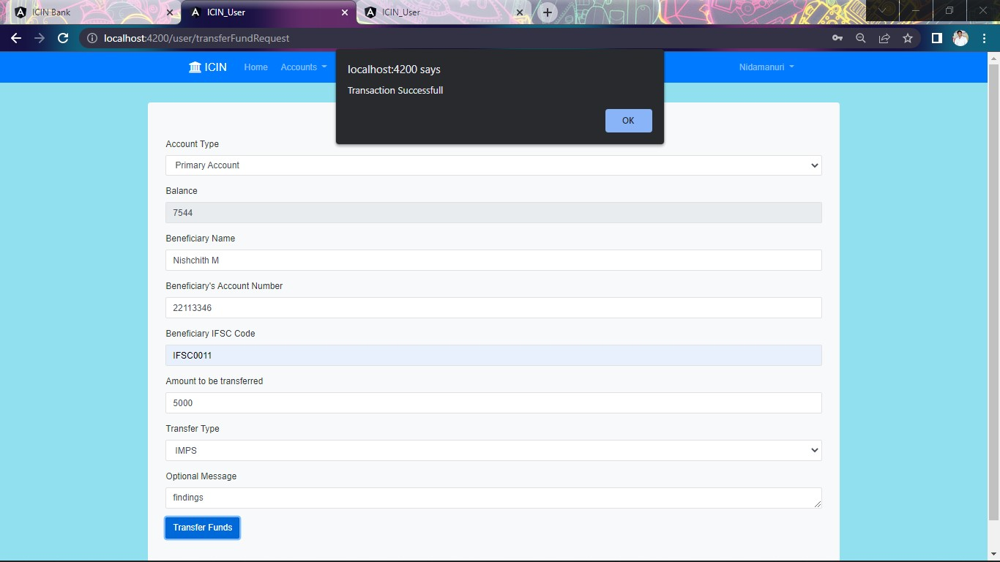 ICIN Bank
ICIN_User
ICIN_User
localhost:4200/user/transferFundRequest
ICIN Home Accounts
Nidamanuri
localhost:4200 says
Transaction Successfull
OK
Account Type
Primary Account
Balance
7544
Beneficiary Name
Nishchith M
Beneficiary's Account Number
22113346
Beneficiary IFSC Code
IFSC0011
Amount to be transferred
5000
Transfer Type
IMPS
Optional Message
findings
Transfer Funds